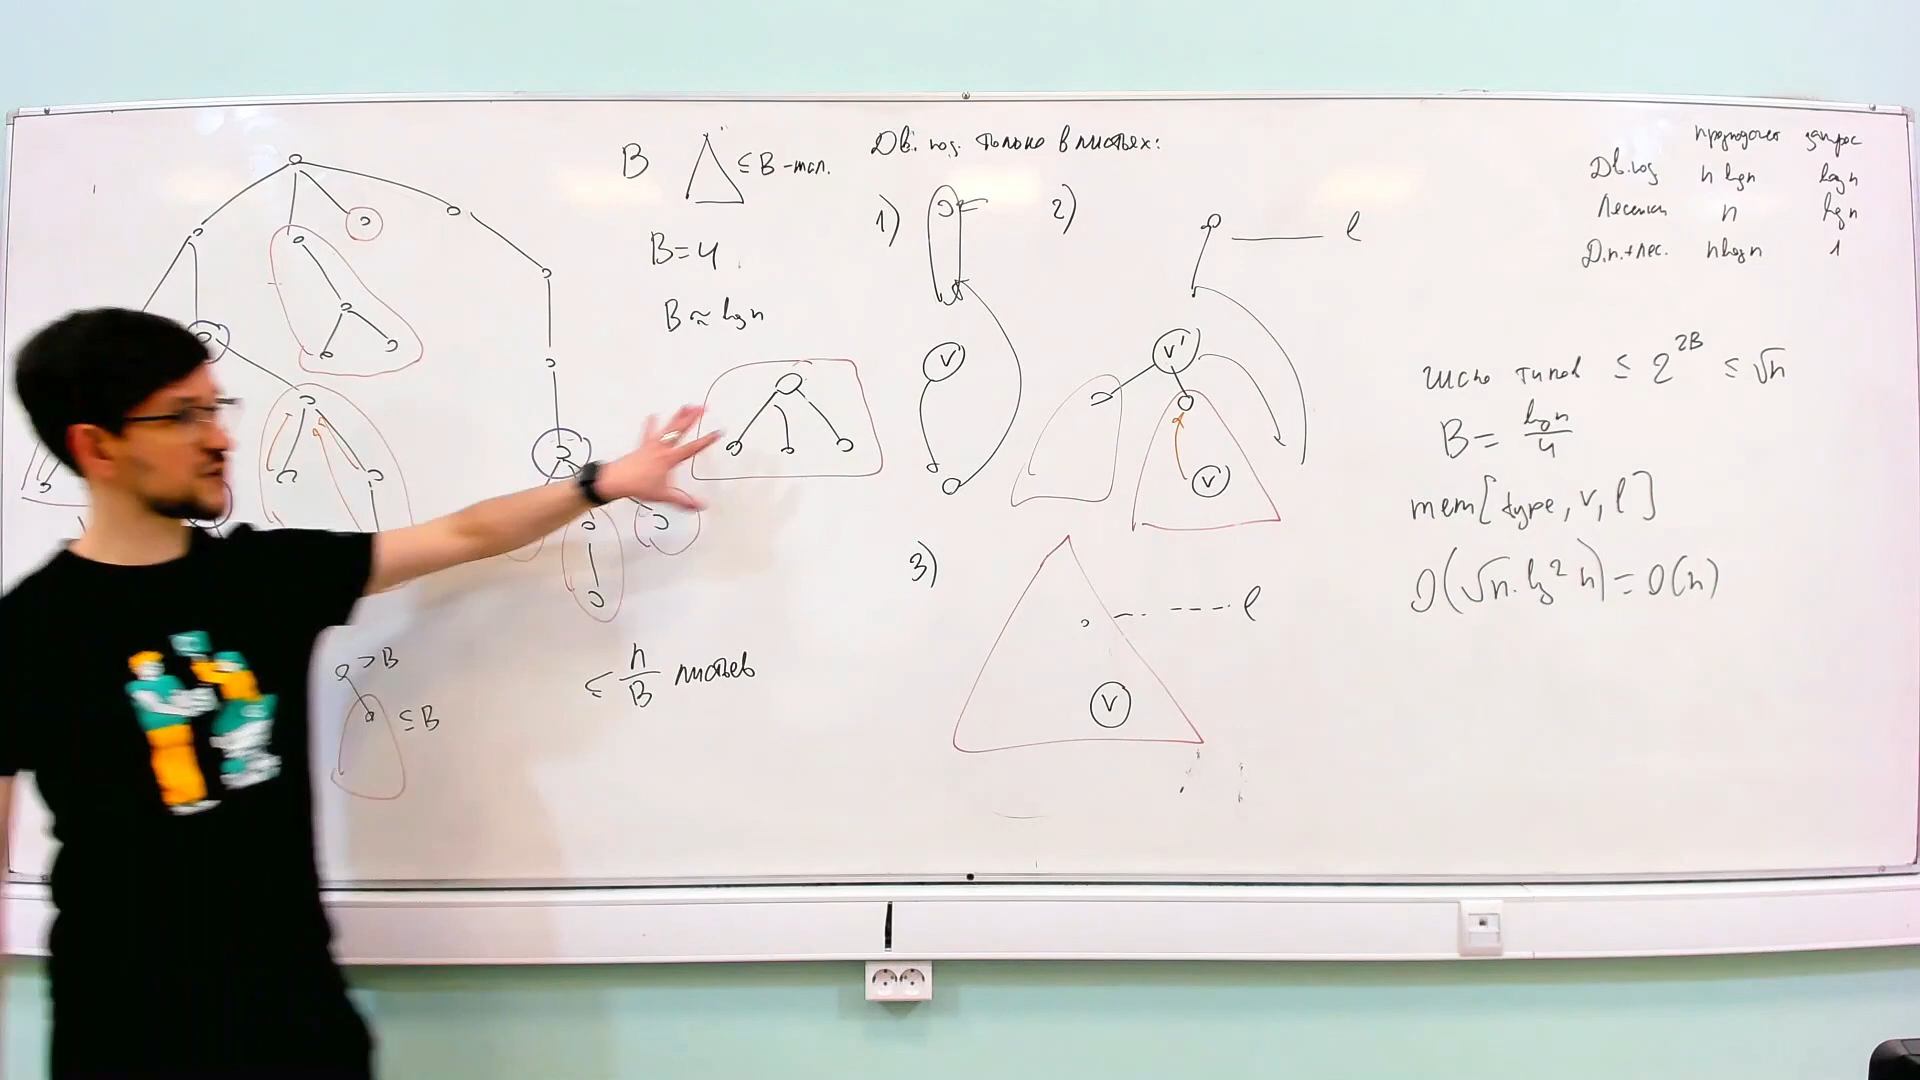 B ≤ B - мал.
B = 4
B ≈ log n
> B
≤ B
≤ n/B листьев
Дв. под. только в листьях:
1)
v
2)
l
v'
v
3)
l
v
предподсчет запрос
Дв. под n log n log n
Лесенки n log n
Д.п. + лес. n log n 1
число типов ≤ 2^{2B} ≤ √n
B = log n / 4
mem[type, v, l]
O(√n · log² n) = O(n)